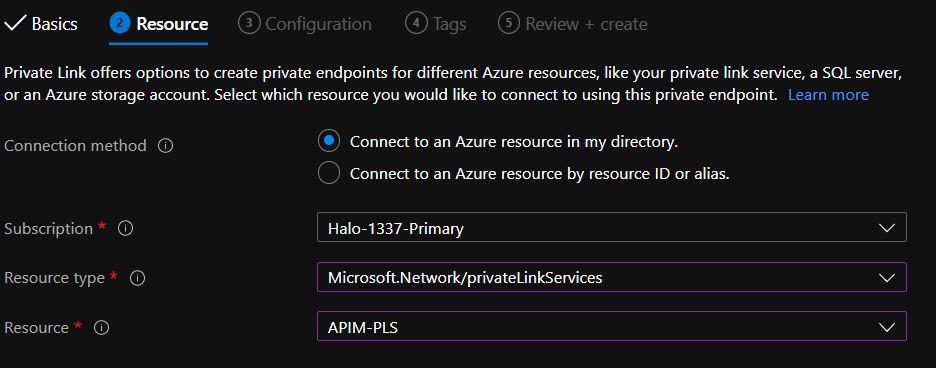 Basics 2 Resource 3 Configuration 4 Tags 5 Review + create
Private Link offers options to create private endpoints for different Azure resources, like your private link service, a SQL server,
or an Azure storage account. Select which resource you would like to connect to using this private endpoint. Learn more
Connection method Connect to an Azure resource in my directory.
Connect to an Azure resource by resource ID or alias.
Subscription * Halo-1337-Primary
Resource type * Microsoft.Network/privateLinkServices
Resource * APIM-PLS